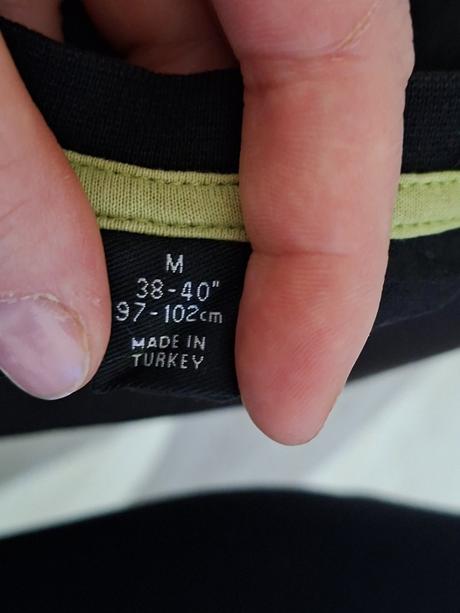 M
38-40"
97-102cm
MADE IN
TURKEY